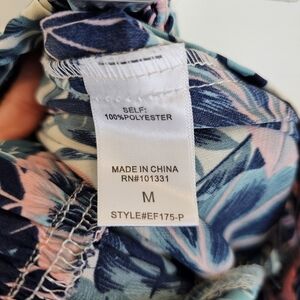 SELF:
100%POLYESTER
MADE IN CHINA
RN#101331
M
STYLE#EF175-P